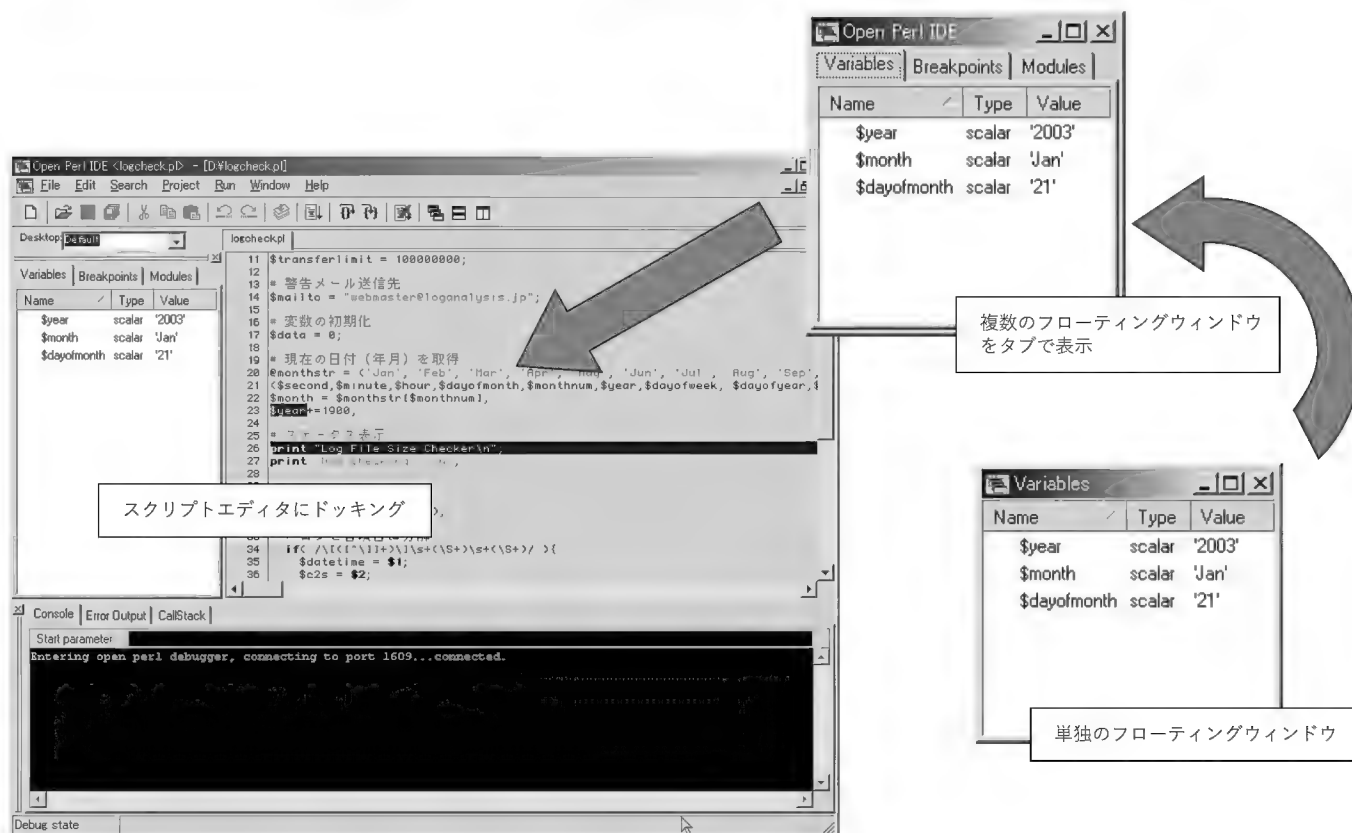 Open Perl IDE
Variables Breakpoints Modules
Name Type Value
$year scalar '2003'
$month scalar 'Jan'
$dayofmonth scalar '21'
複数のフローティングウィンドウ
をタブで表示
Open Perl IDE <logcheck.pl> - [D:¥logcheck.pl]
File Edit Search Project Run Window Help
Desktop: Default
Variables Breakpoints Modules
Name Type Value
$year scalar '2003'
$month scalar 'Jan'
$dayofmonth scalar '21'
logcheck.pl
11 $transferlimit = 100000000;
12
13 # 警告メール送信先
14 $mailto = "webmaster@loganalysis.jp";
15
16 # 変数の初期化
17 $data = 0;
18
19 # 現在の日付（年月）を取得
20 @monthstr = ('Jan', 'Feb', 'Mar', 'Apr', 'Jun', 'Jul', 'Aug', 'Sep',
21 ($second,$minute,$hour,$dayofmonth,$monthnum,$year,$dayofweek, $dayofyear,$
22 $month = $monthstr[$monthnum],
23 $year+=1900,
24
25 #
26 print "Log File Size Checker\n",
27 print
28
34 if( /\[([^\]]+)\]\s+(\S+)\s+(\S+)/ ){
35 $datetime = $1;
36 $c2s = $2;
スクリプトエディタにドッキング
Console Error Output CallStack
Start parameter
Entering open perl debugger, connecting to port 1609...connected.
Debug state
Variables
Name Type Value
$year scalar '2003'
$month scalar 'Jan'
$dayofmonth scalar '21'
単独のフローティングウィンドウ